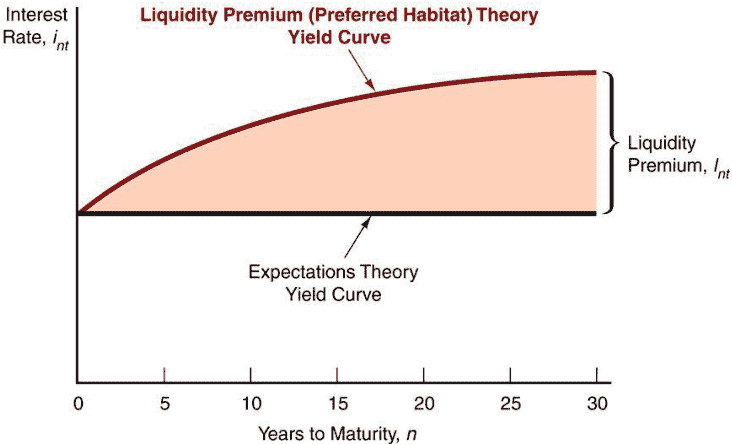 Interest
Rate, iₙₜ
Liquidity Premium (Preferred Habitat) Theory
Yield Curve
Liquidity
Premium, lₙₜ
Expectations Theory
Yield Curve
0 5 10 15 20 25 30
Years to Maturity, n